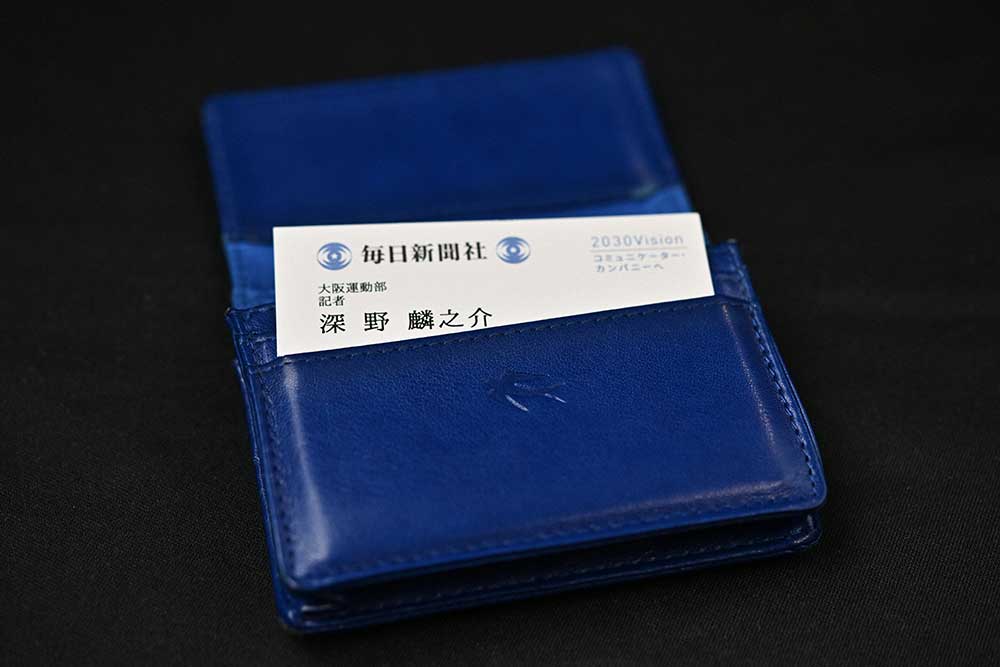 毎日新聞社
2030Vision
コミュニケーター・
カンパニーへ
大阪運動部
記者
深野 麟之介